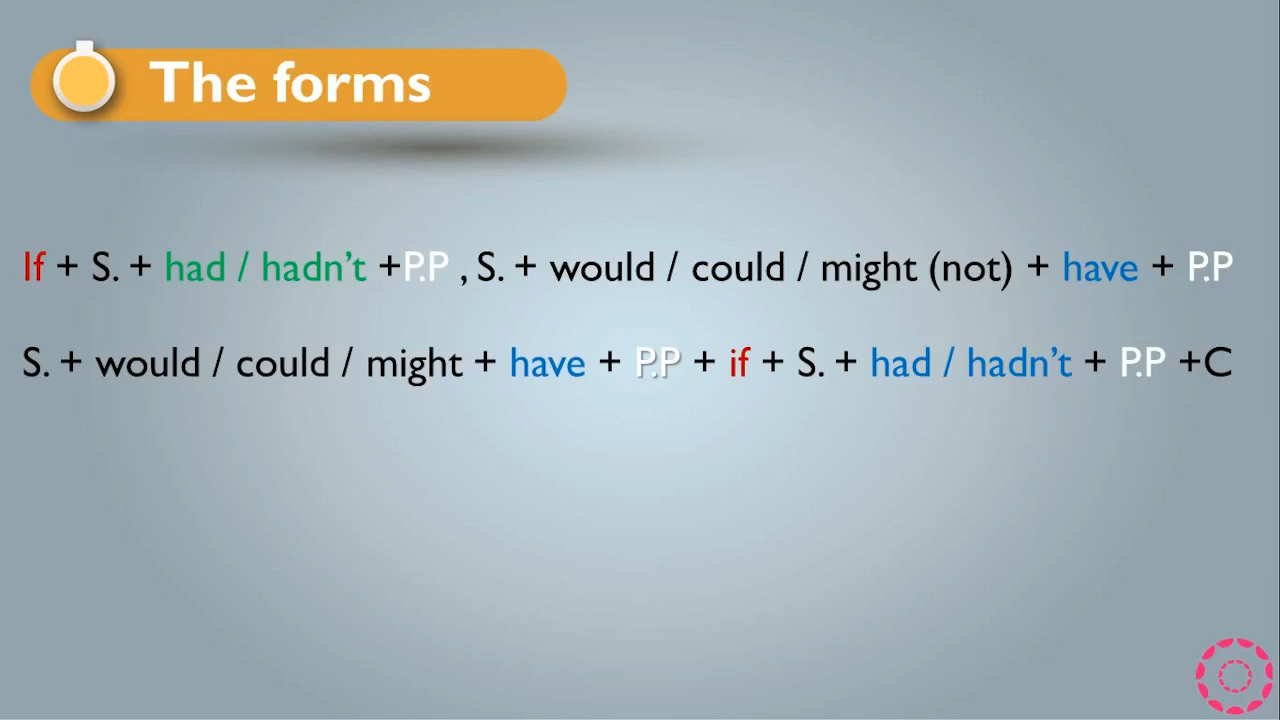 The forms
If + S. + had / hadn't +P.P , S. + would / could / might (not) + have + P.P
S. + would / could / might + have + P.P + if + S. + had / hadn't + P.P +C